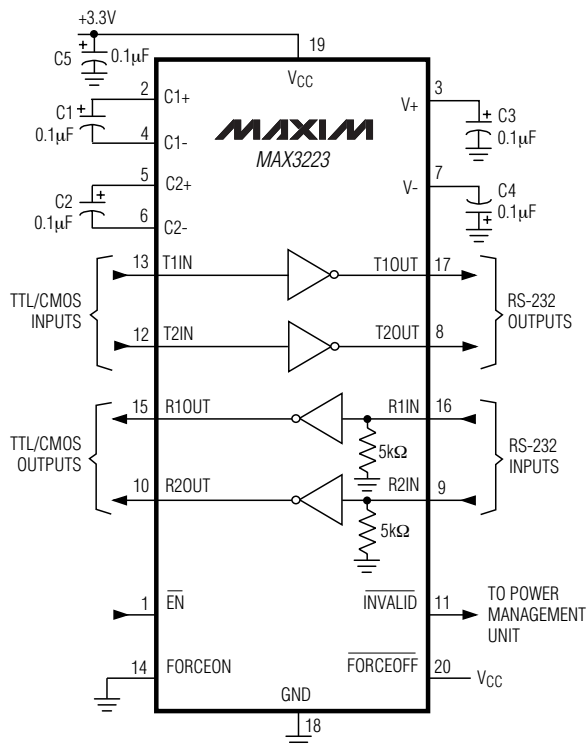 +3.3V
C5
+
0.1µF
19
VCC
2
C1+
C1
+
0.1µF
4
C1-
5
C2+
C2
+
0.1µF
6
C2-
3
V+
+
C3
0.1µF
7
V-
C4
+
0.1µF
MAXIM
MAX3223
TTL/CMOS
INPUTS
13
T1IN
T1OUT
17
12
T2IN
T2OUT
8
RS-232
OUTPUTS
TTL/CMOS
OUTPUTS
15
R1OUT
R1IN
16
5kΩ
10
R2OUT
R2IN
9
5kΩ
RS-232
INPUTS
1
EN
INVALID
11
TO POWER
MANAGEMENT
UNIT
14
FORCEON
FORCEOFF
20
VCC
GND
18